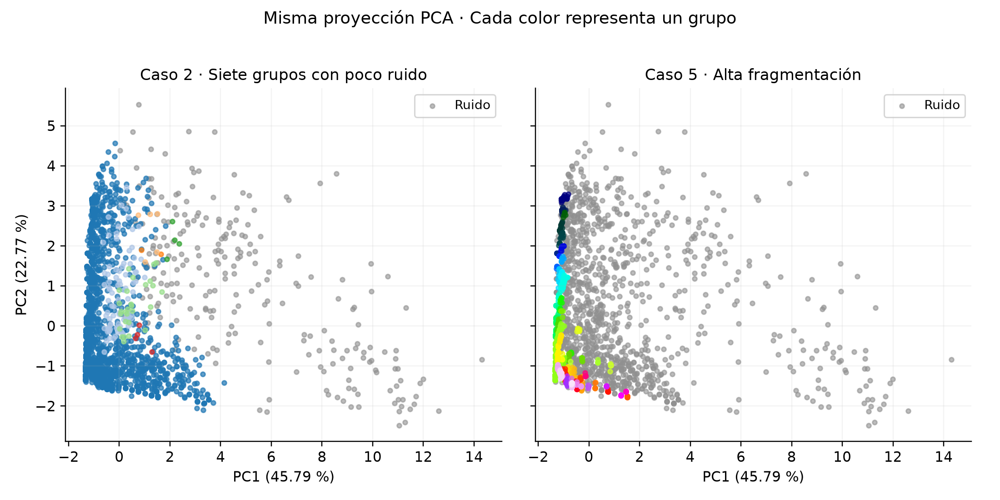 Misma proyección PCA · Cada color representa un grupo
Caso 2 · Siete grupos con poco ruido
Ruido
5
4
3
2
1
0
−1
−2
PC2 (22.77 %)
−2 0 2 4 6 8 10 12 14
PC1 (45.79 %)
Caso 5 · Alta fragmentación
Ruido
−2 0 2 4 6 8 10 12 14
PC1 (45.79 %)